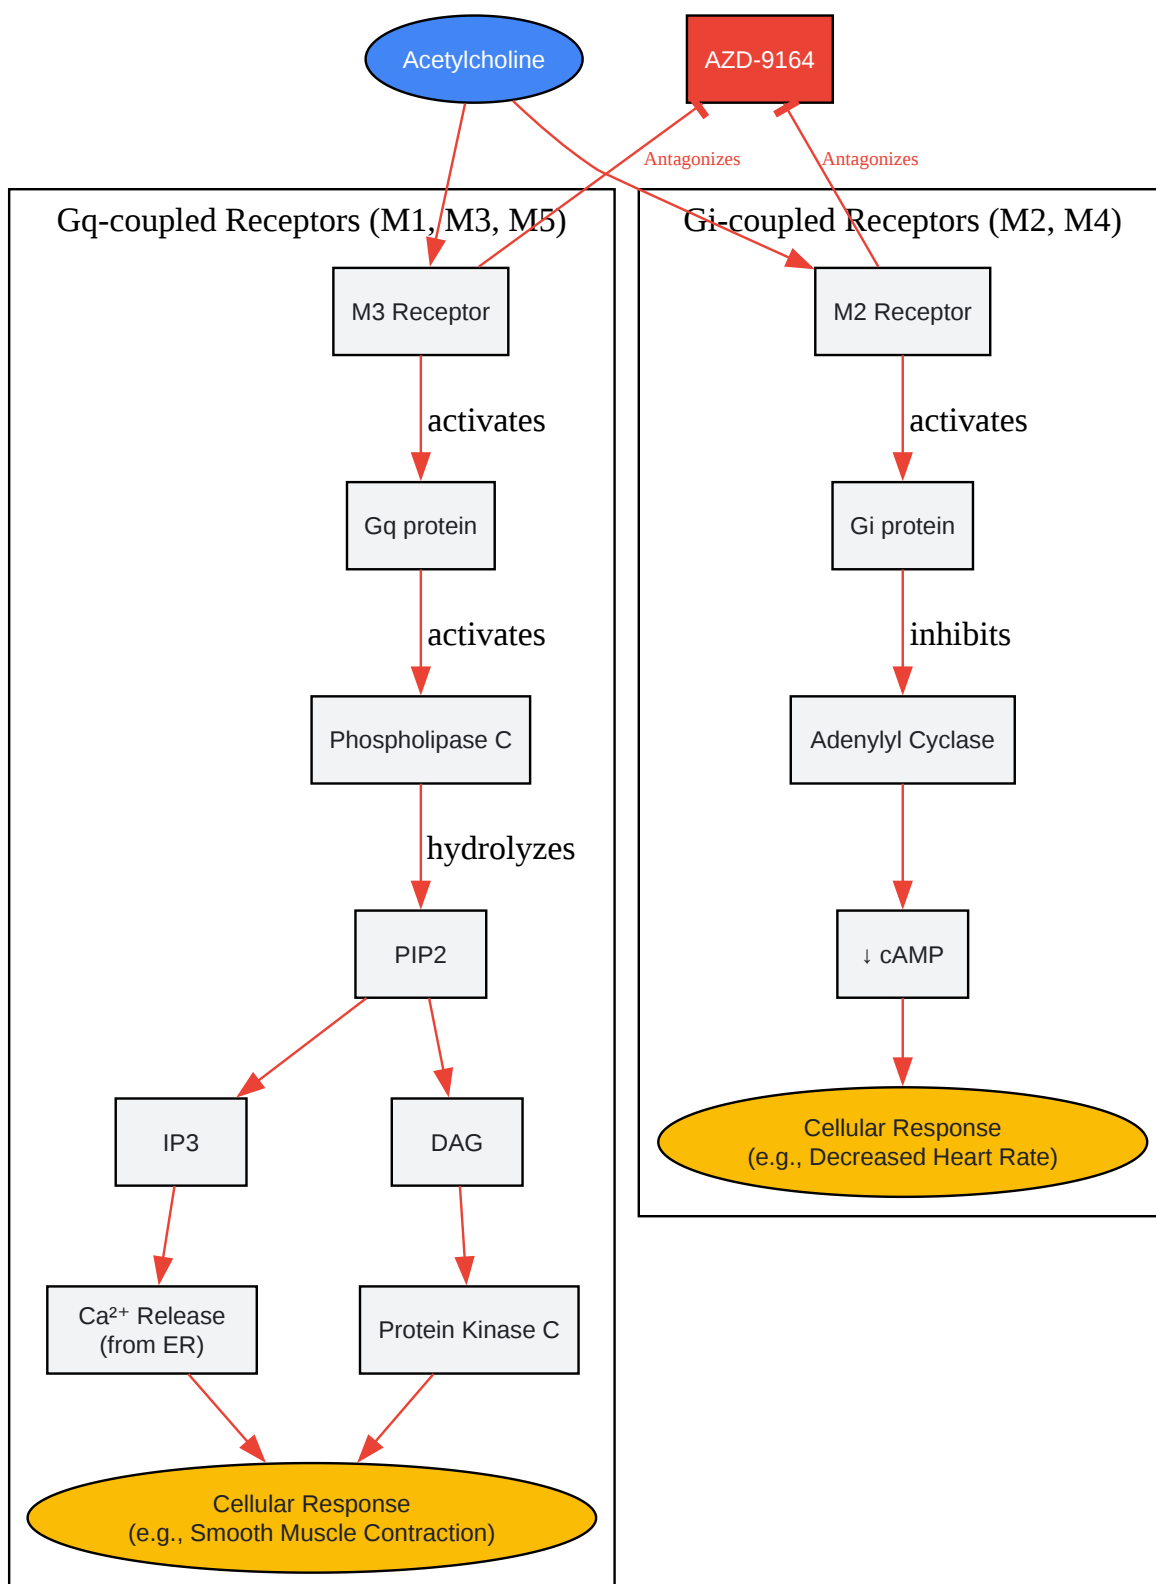 Acetylcholine
AZD-9164
Antagonizes
Antagonizes
Gq-coupled Receptors (M1, M3, M5)
Gi-coupled Receptors (M2, M4)
M3 Receptor
M2 Receptor
activates
activates
Gq protein
Gi protein
activates
inhibits
Phospholipase C
Adenylyl Cyclase
hydrolyzes
PIP2
↓ cAMP
IP3
DAG
Cellular Response
(e.g., Decreased Heart Rate)
Ca²⁺ Release
(from ER)
Protein Kinase C
Cellular Response
(e.g., Smooth Muscle Contraction)